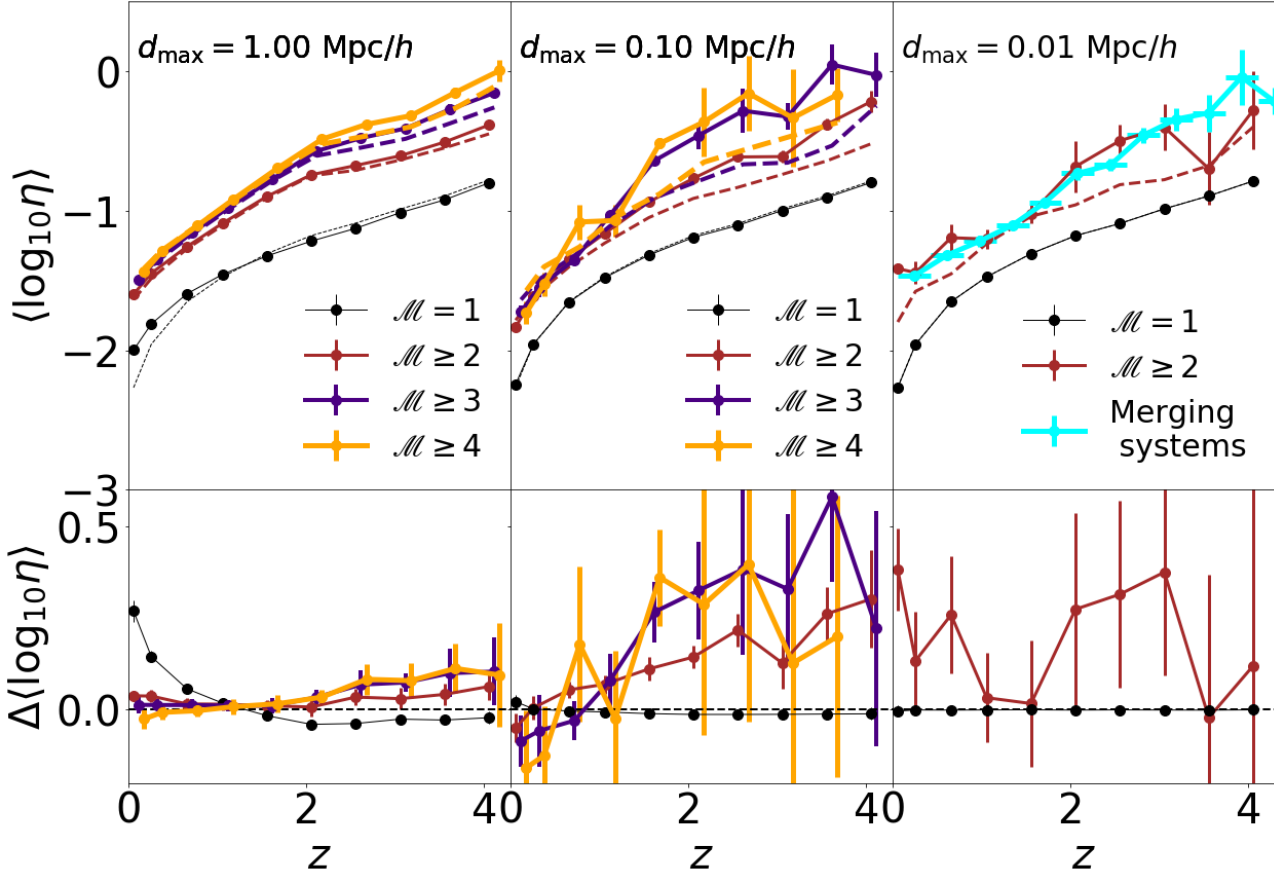 d_max = 1.00 Mpc/h
d_max = 0.10 Mpc/h
d_max = 0.01 Mpc/h
0
−1
−2
−3
⟨log₁₀η⟩
ℳ = 1
ℳ ≥ 2
ℳ ≥ 3
ℳ ≥ 4
ℳ = 1
ℳ ≥ 2
ℳ ≥ 3
ℳ ≥ 4
ℳ = 1
ℳ ≥ 2
Merging
systems
0.5
0.0
Δ⟨log₁₀η⟩
0 2 4
0 2 4
0 2 4
z
z
z